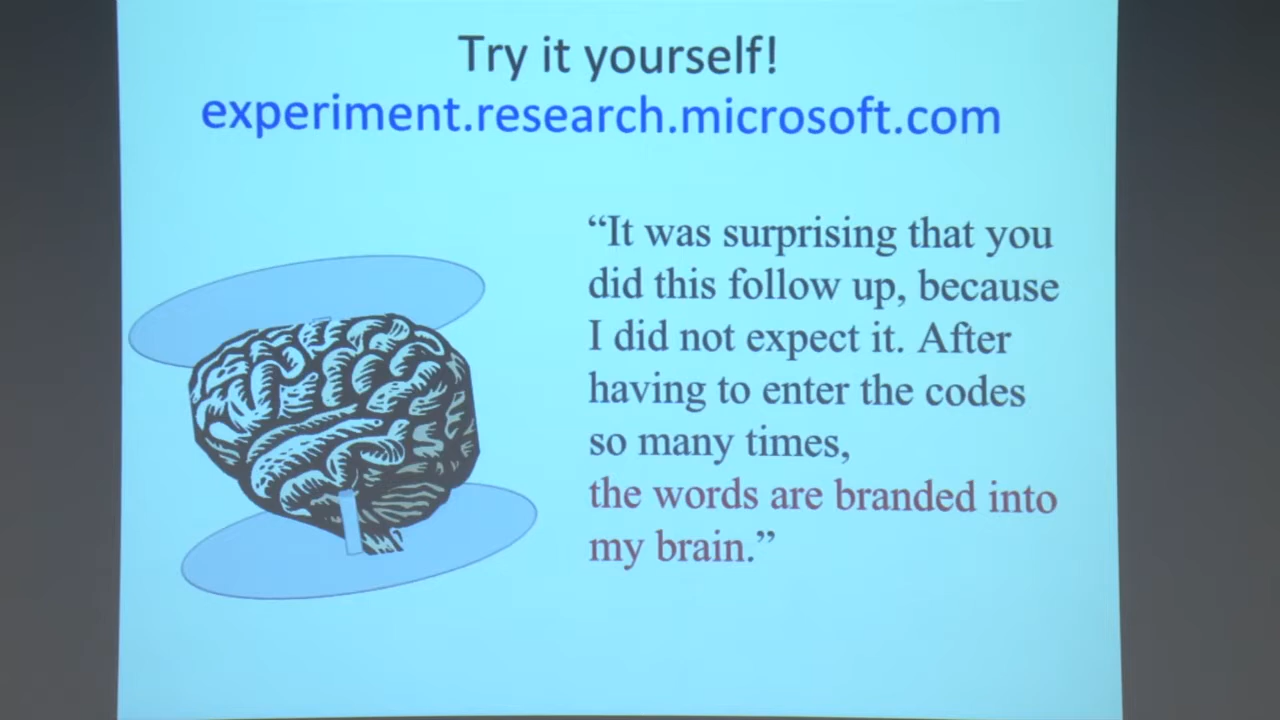 Try it yourself!
experiment.research.microsoft.com
“It was surprising that you
did this follow up, because
I did not expect it. After
having to enter the codes
so many times,
the words are branded into
my brain.”